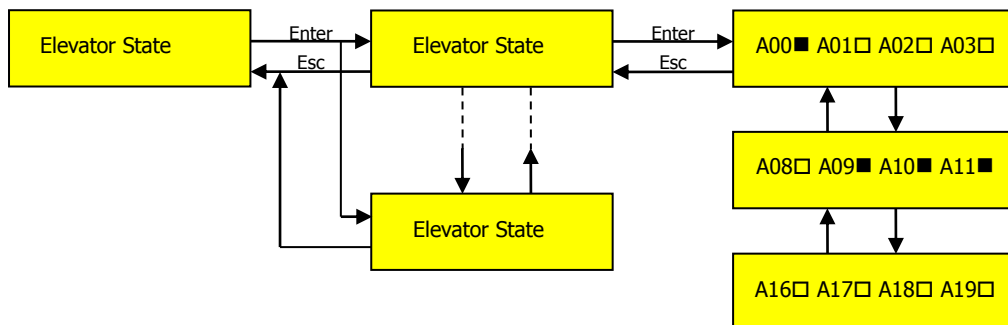 Elevator State
Enter
Esc
Elevator State
Enter
Esc
A00■ A01□ A02□ A03□
A08□ A09■ A10■ A11■
Elevator State
A16□ A17□ A18□ A19□